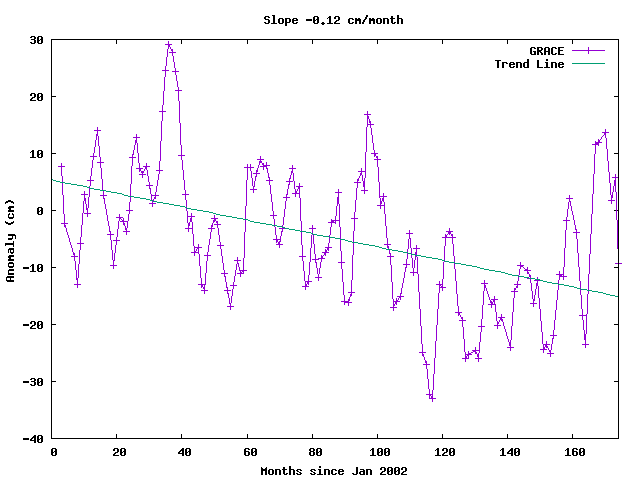 Slope -0.12 cm/month
GRACE
Trend Line
30
20
10
0
-10
-20
-30
-40
Anomaly (cm)
0 20 40 60 80 100 120 140 160
Months since Jan 2002